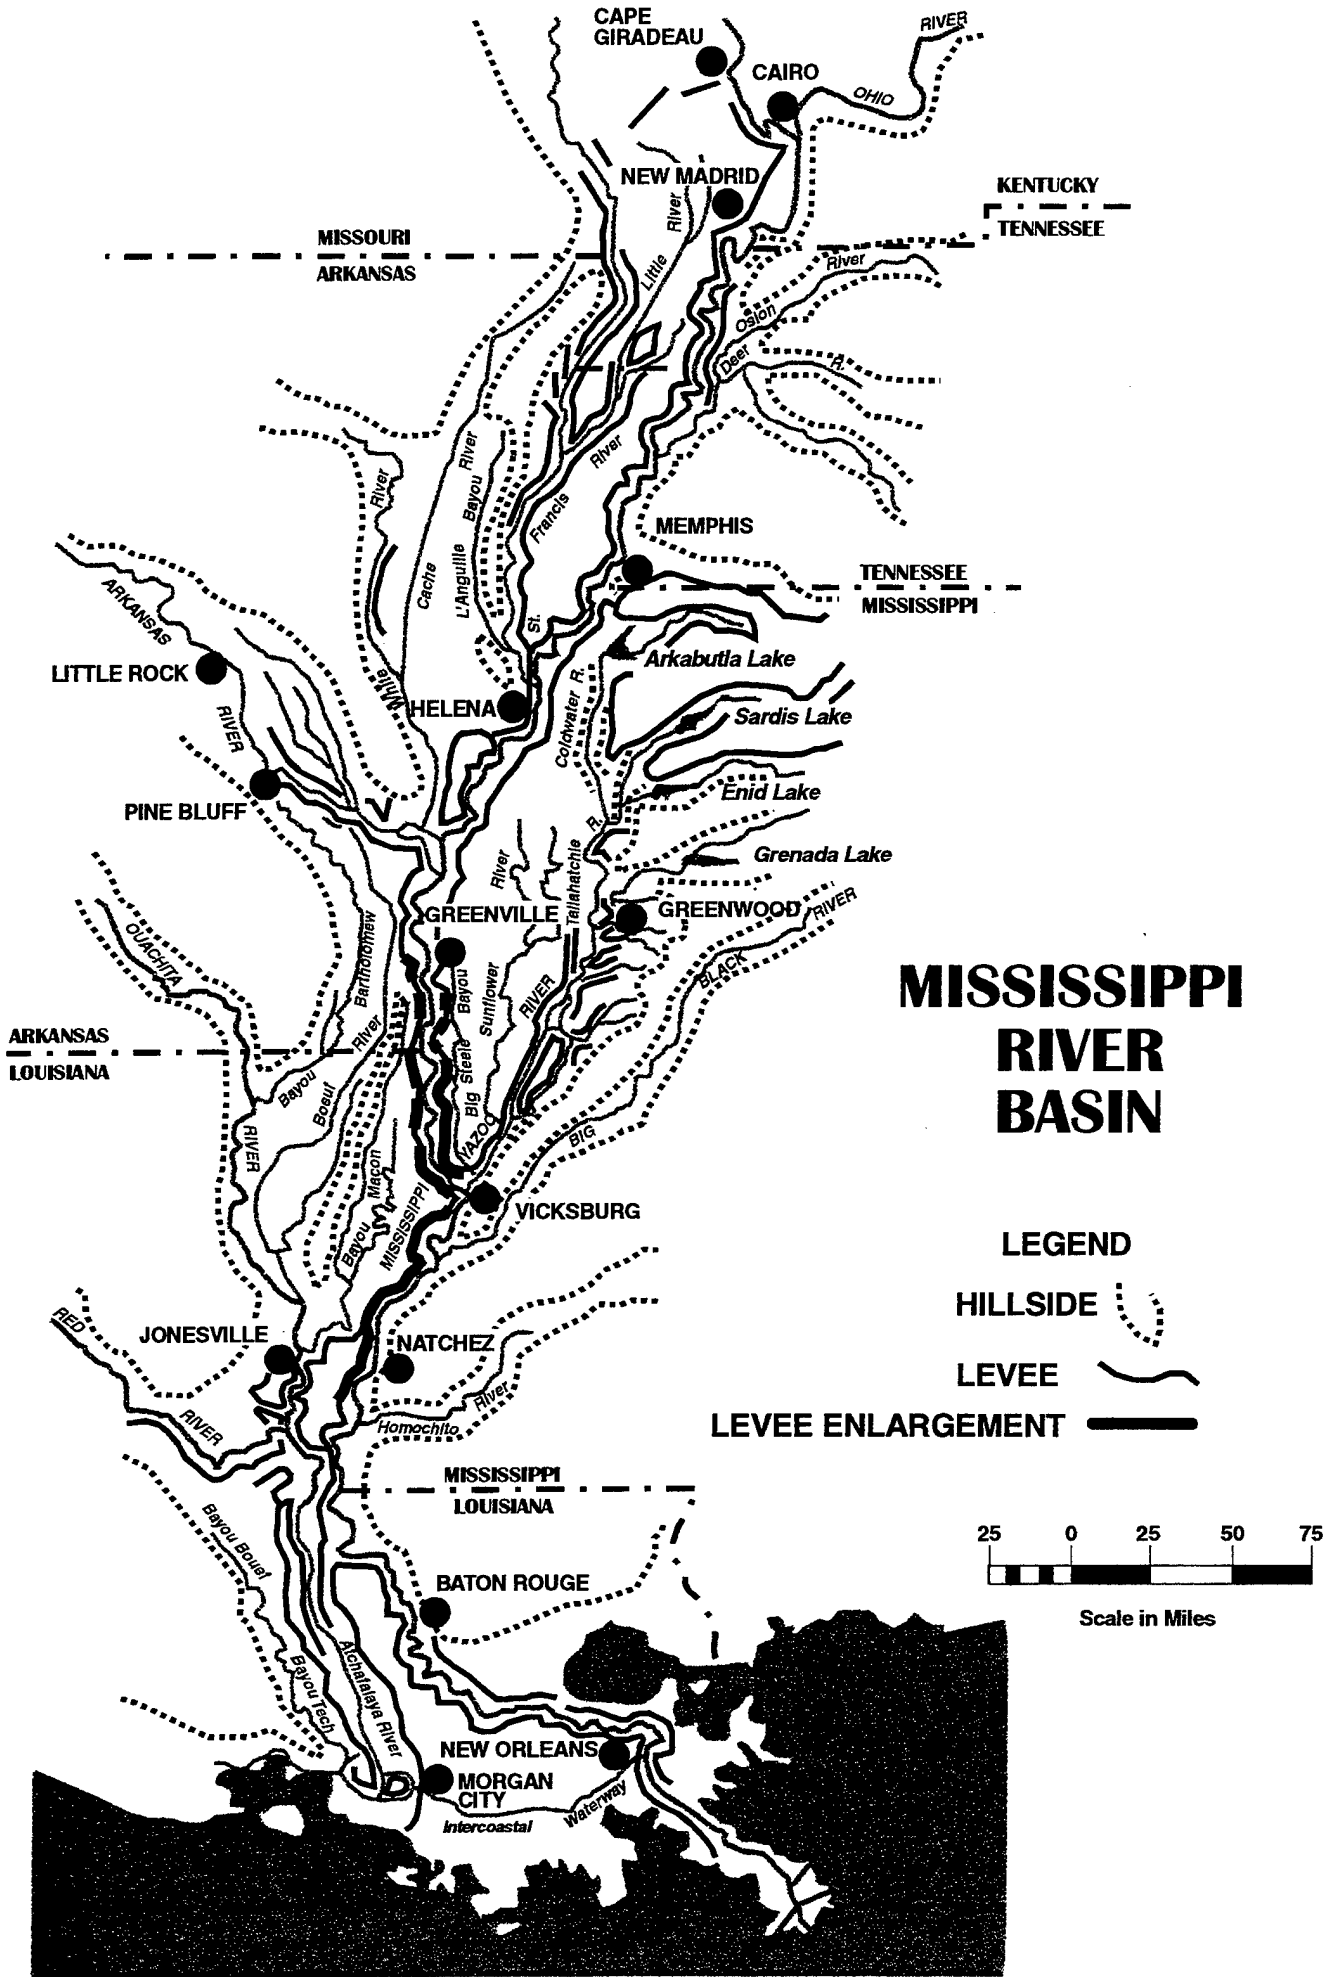 CAPE
GIRADEAU
CAIRO
RIVER
OHIO
NEW MADRID
River
Little
KENTUCKY
TENNESSEE
MISSOURI
ARKANSAS
River
Osion
Deer
R.
River
River
River
Bayou
Francis
MEMPHIS
Cache
L'Anguille
St.
TENNESSEE
MISSISSIPPI
ARKANSAS
LITTLE ROCK
RIVER
White
HELENA
Arkabutla Lake
Coldwater R.
Sardis Lake
PINE BLUFF
Enid Lake
R.
Grenada Lake
River
Tallahatchie
GREENVILLE
GREENWOOD
RIVER
BLACK
OUACHITA
Bartholomew
Bayou
Sunflower
RIVER
River
ARKANSAS
LOUISIANA
Big Steele
Bayou
Boeuf
YAZOO
BIG
RIVER
Macon
Bayou
MISSISSIPPI
VICKSBURG
MISSISSIPPI
RIVER
BASIN
LEGEND
HILLSIDE
LEVEE
LEVEE ENLARGEMENT
RED
JONESVILLE
NATCHEZ
River
Homochito
RIVER
MISSISSIPPI
LOUISIANA
Bayou Bouef
25 0 25 50 75
Scale in Miles
BATON ROUGE
Atchafalaya River
Bayou Tech
NEW ORLEANS
MORGAN
CITY
Waterway
Intercoastal